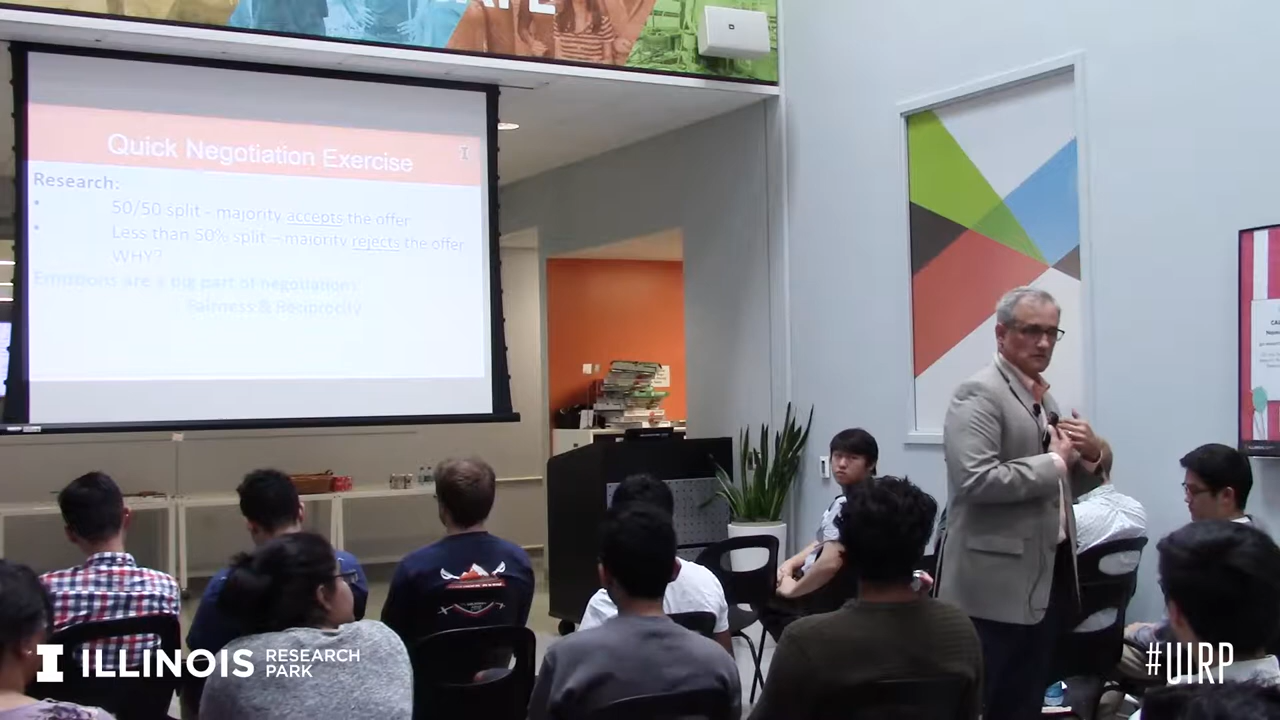 Quick Negotiation Exercise
I
Research:
50/50 split - majority accepts the offer
Less than 50% split – majority rejects the offer
WHY?
Emotions are a big part of negotiations
Fairness & Reciprocity
I ILLINOIS RESEARCH PARK
#UIRP